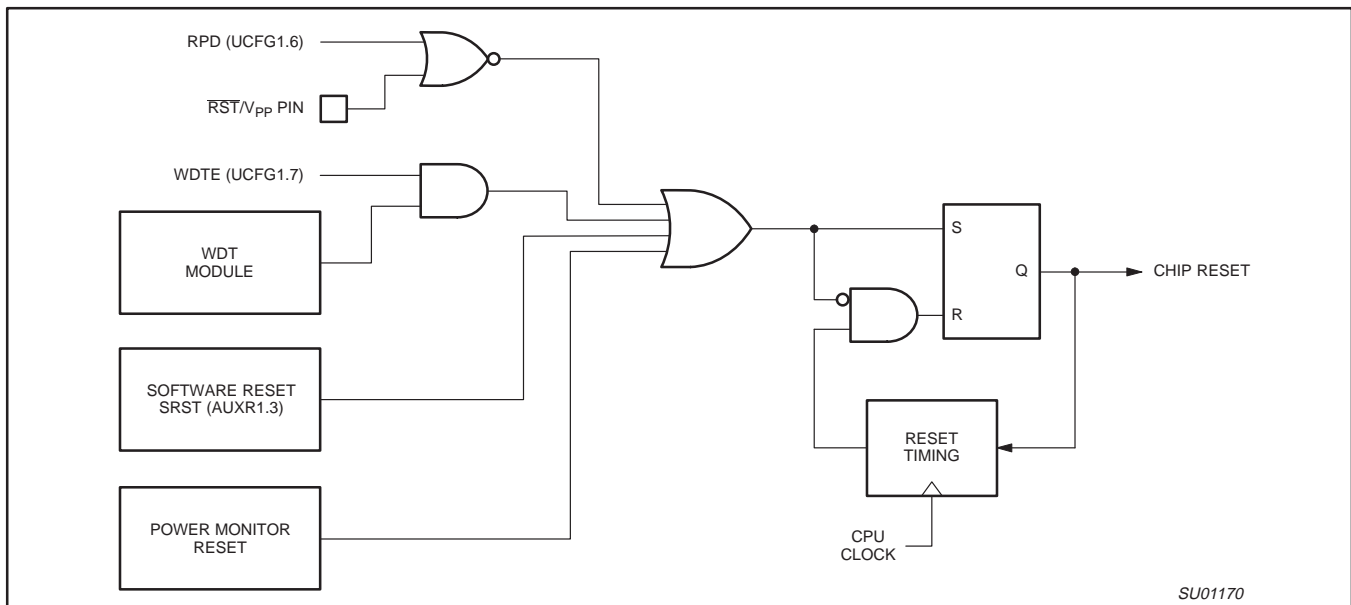 RPD (UCFG1.6)
RST/VPP PIN
WDTE (UCFG1.7)
WDT
MODULE
SOFTWARE RESET
SRST (AUXR1.3)
POWER MONITOR
RESET
S
Q
R
CHIP RESET
RESET
TIMING
CPU
CLOCK
SU01170